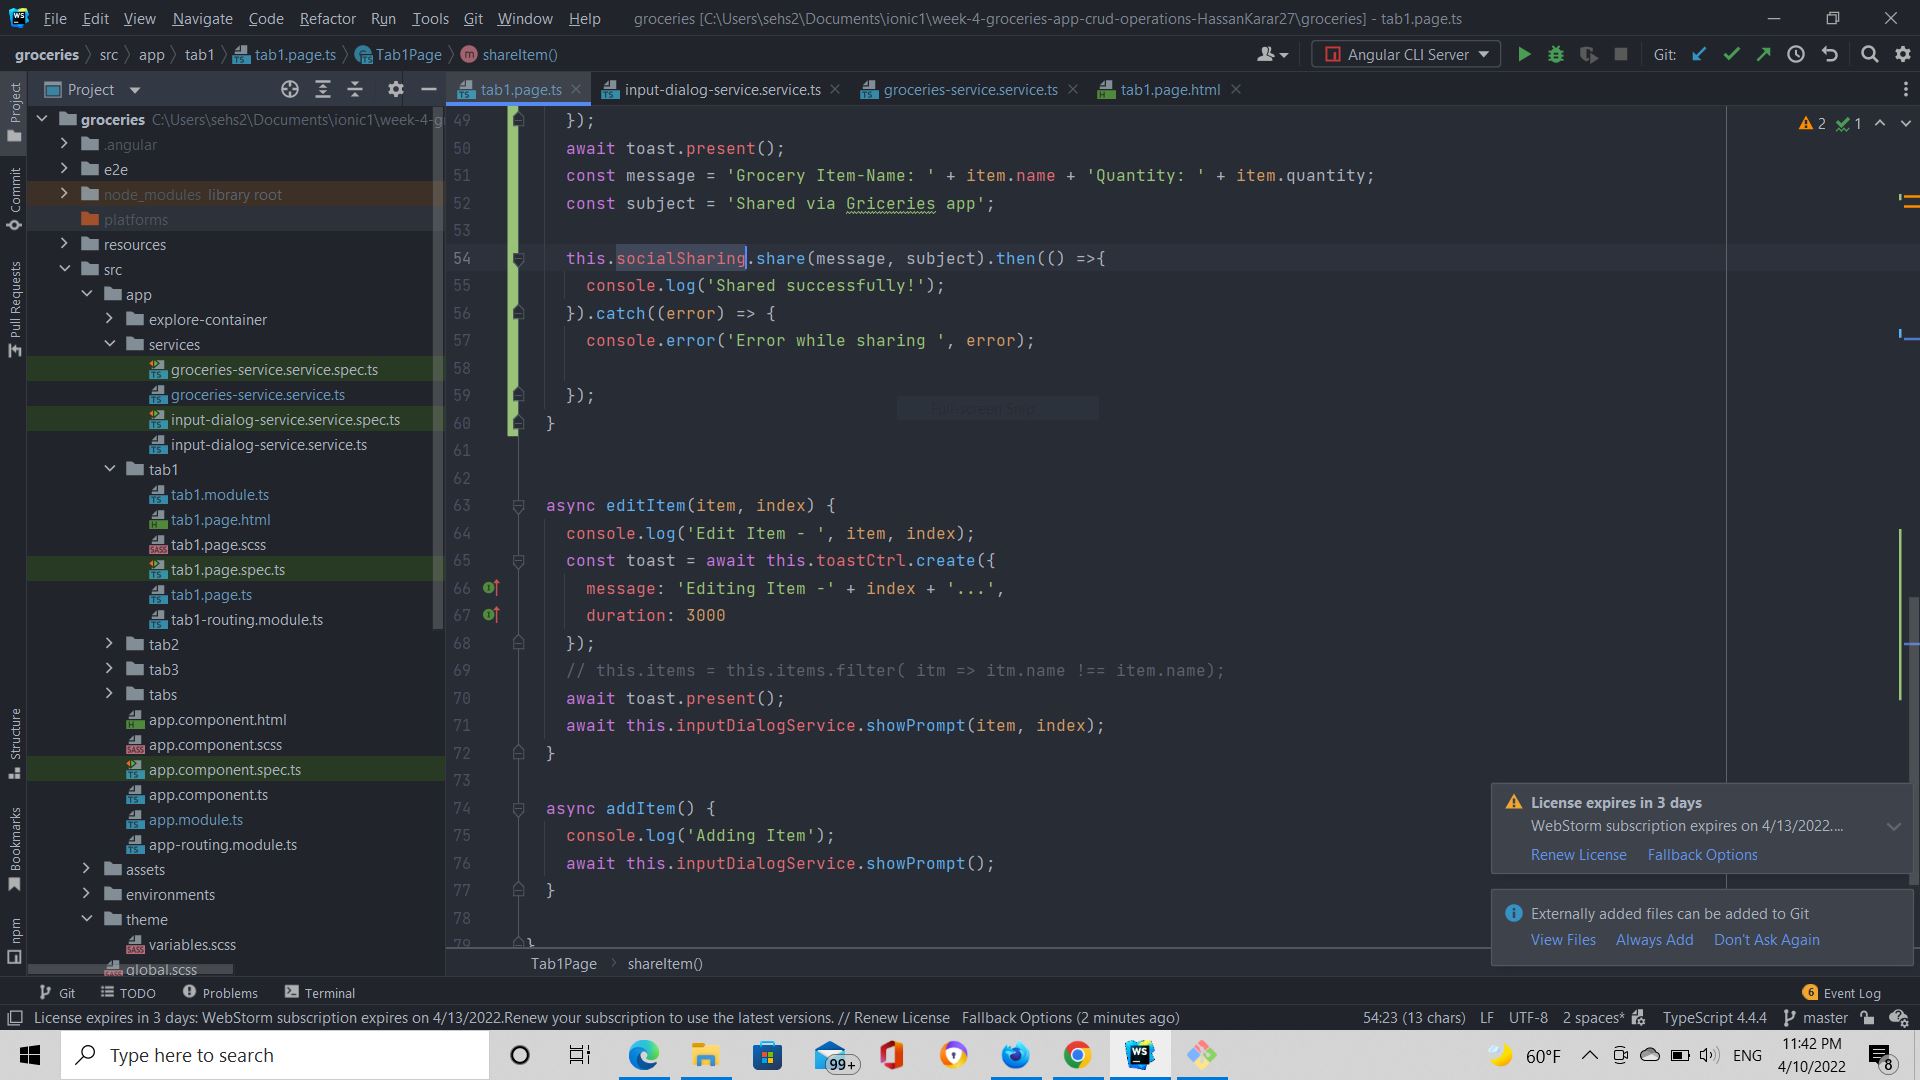 File Edit View Navigate Code Refactor Run Tools Git Window Help groceries [C:\Users\sehs2\Documents\ionic1\week-4-groceries-app-crud-operations-HassanKarar27\groceries] - tab1.page.ts
groceries src app tab1 tab1.page.ts Tab1Page shareItem() Angular CLI Server Git:
Project
tab1.page.ts input-dialog-service.service.ts groceries-service.service.ts tab1.page.html
Project
Commit
Pull Requests
Structure
Bookmarks
npm
groceries C:\Users\sehs2\Documents\ionic1\week-4-g
.angular
e2e
node_modules library root
platforms
resources
src
app
explore-container
services
groceries-service.service.spec.ts
groceries-service.service.ts
input-dialog-service.service.spec.ts
input-dialog-service.service.ts
tab1
tab1.module.ts
tab1.page.html
tab1.page.scss
tab1.page.spec.ts
tab1.page.ts
tab1-routing.module.ts
tab2
tab3
tabs
app.component.html
app.component.scss
app.component.spec.ts
app.component.ts
app.module.ts
app-routing.module.ts
assets
environments
theme
variables.scss
global.scss
2 1
49 });
50 await toast.present();
51 const message = 'Grocery Item-Name: ' + item.name + 'Quantity: ' + item.quantity;
52 const subject = 'Shared via Griceries app';
53
54 this.socialSharing.share(message, subject).then(() =>{
55 console.log('Shared successfully!');
56 }).catch((error) => {
57 console.error('Error while sharing ', error);
58
59 });
60 }
61
62
63 async editItem(item, index) {
64 console.log('Edit Item - ', item, index);
65 const toast = await this.toastCtrl.create({
66 message: 'Editing Item -' + index + '...',
67 duration: 3000
68 });
69 // this.items = this.items.filter( itm => itm.name !== item.name);
70 await toast.present();
71 await this.inputDialogService.showPrompt(item, index);
72 }
73
74 async addItem() {
75 console.log('Adding Item');
76 await this.inputDialogService.showPrompt();
77 }
78
79 }
Full-screen Snip
Tab1Page shareItem()
License expires in 3 days
WebStorm subscription expires on 4/13/2022....
Renew License Fallback Options
Externally added files can be added to Git
View Files Always Add Don't Ask Again
Git TODO Problems Terminal 6 Event Log
License expires in 3 days: WebStorm subscription expires on 4/13/2022.Renew your subscription to use the latest versions. // Renew License Fallback Options (2 minutes ago) 54:23 (13 chars) LF UTF-8 2 spaces* TypeScript 4.4.4 master
Type here to search 99+ WS 60°F ENG 11:42 PM
4/10/2022 8